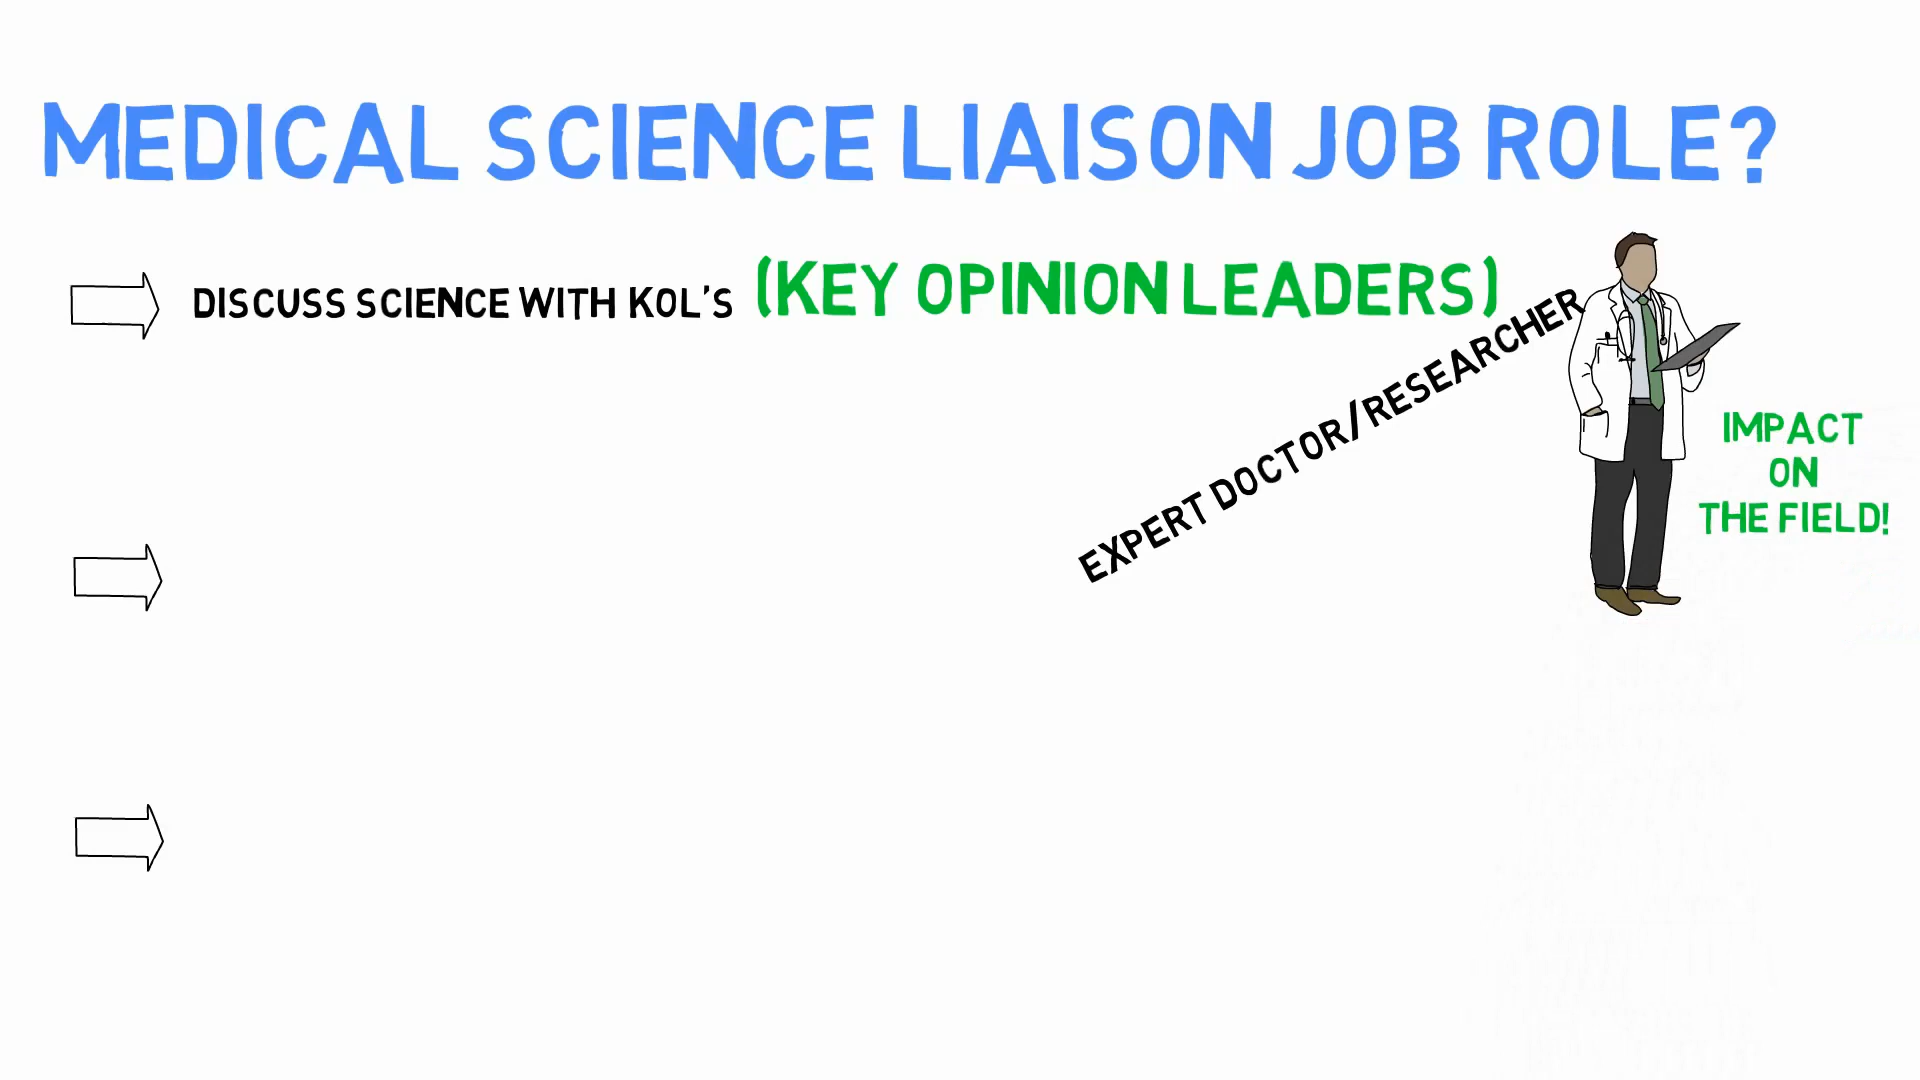 MEDICAL SCIENCE LIAISON JOB ROLE?
DISCUSS SCIENCE WITH KOL'S (KEY OPINION LEADERS)
EXPERT DOCTOR/RESEARCHER
IMPACT
ON
THE FIELD!